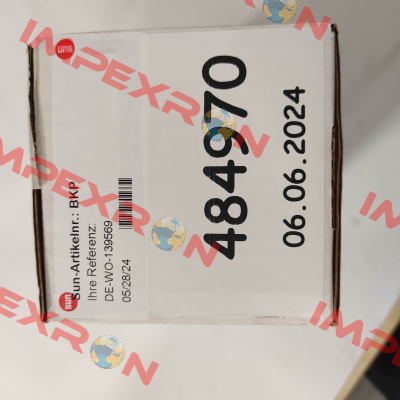 sun
Sun-Artikelnr.: BKP
Ihre Referenz:
DE-WO-139569
05/28/24
sun
484970
06.06.2024
IMPEXRON
IMPEXRON
IMPEXRON
IMPEXRON